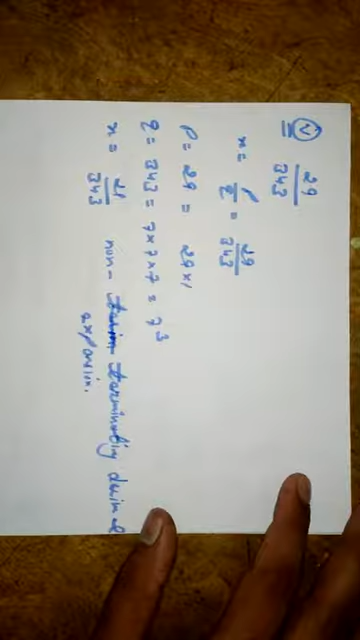 (v) 29/343
x = p/q = 29/343
p = 29 = 29×1
q = 343 = 7×7×7 = 7³
x = 29/343 non- terminating decimal
expansion.